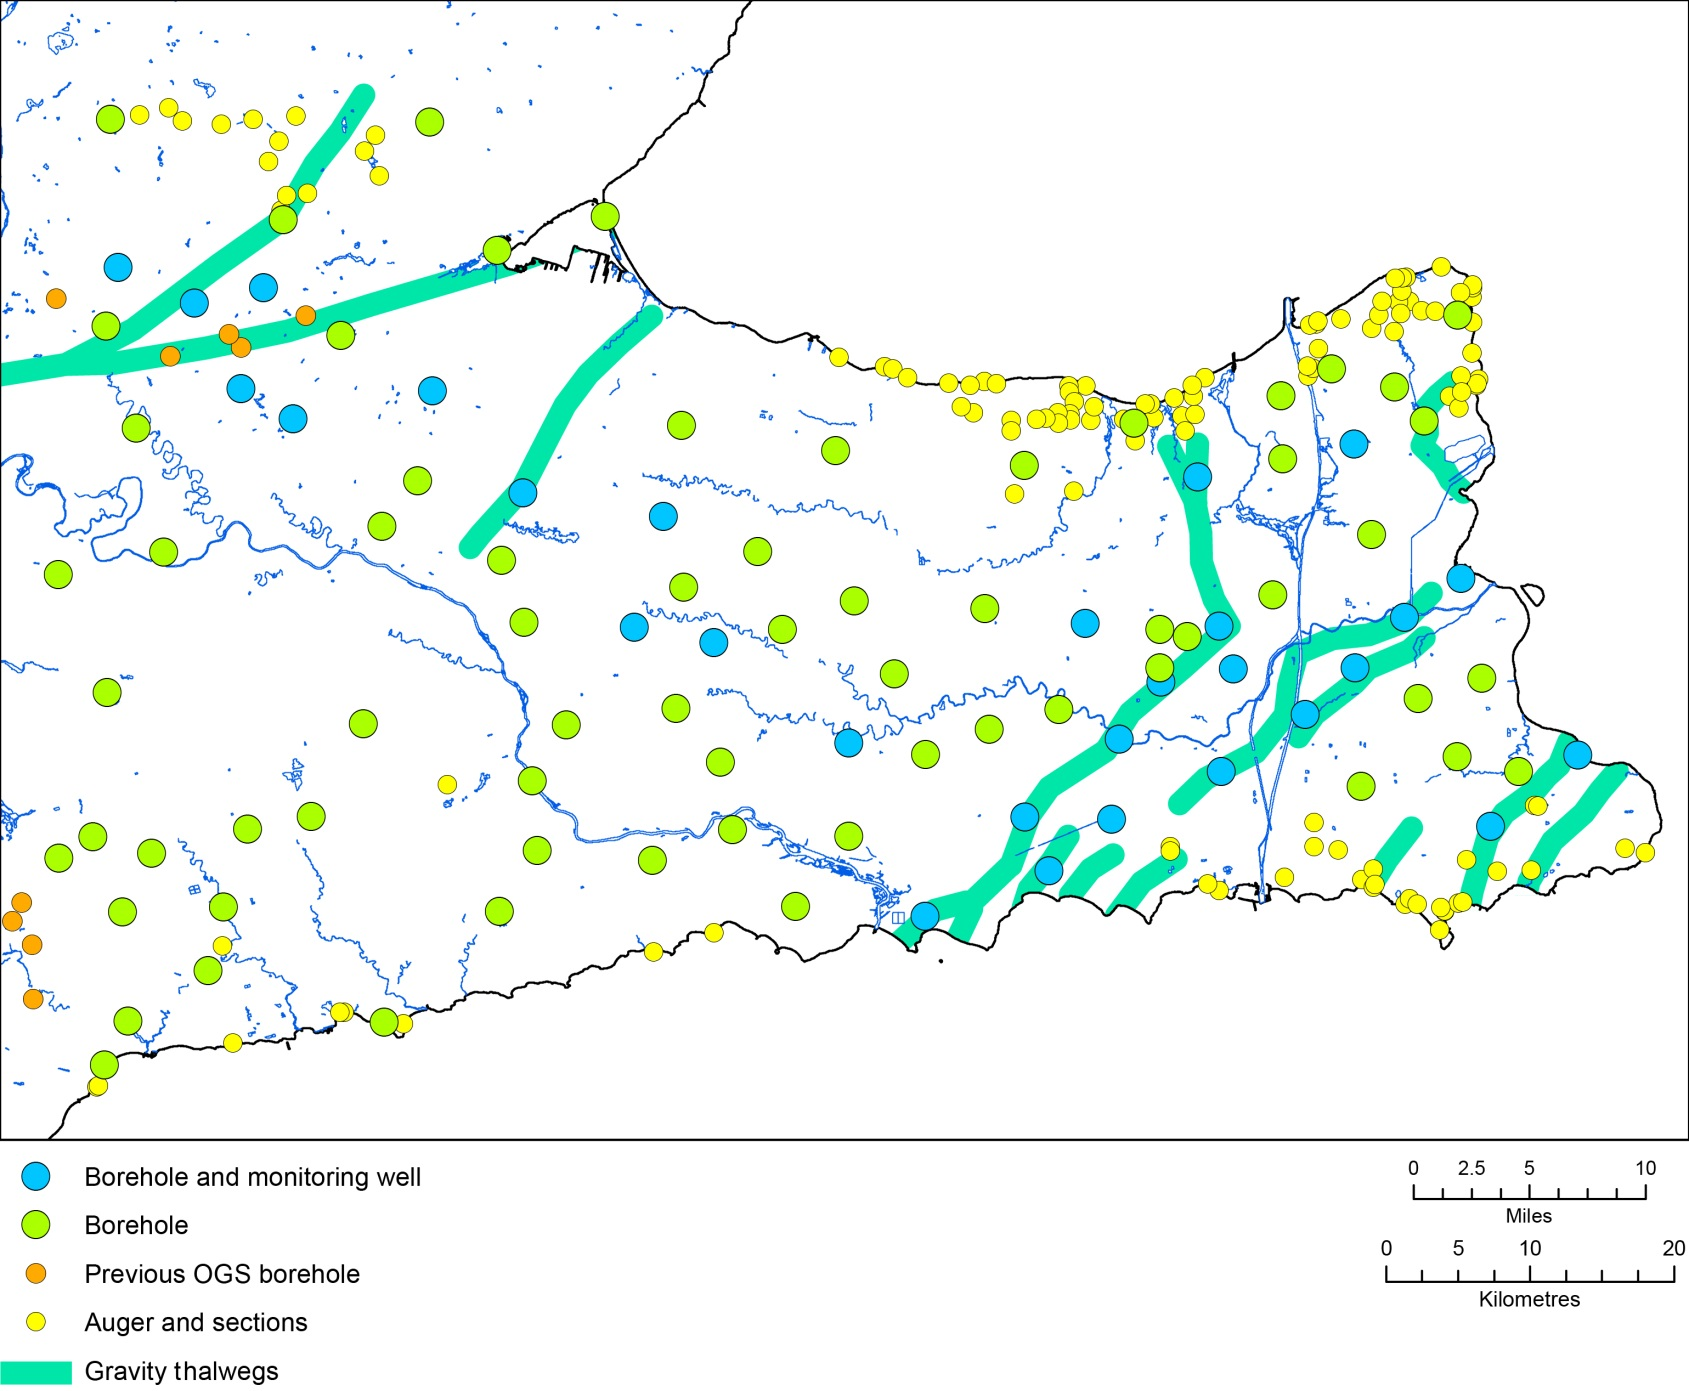 Borehole and monitoring well
Borehole
Previous OGS borehole
Auger and sections
Gravity thalwegs
0 2.5 5 10
Miles
0 5 10 20
Kilometres